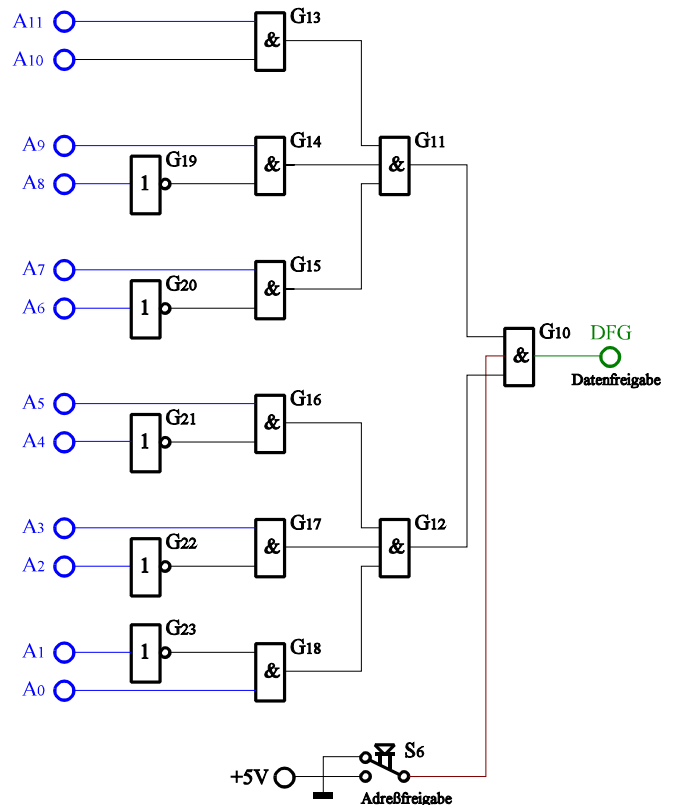 A11
G13
&
A10
A9
G14
G19
&
G11
&
A8
1
A7
G15
G20
&
A6
1
G10
DFG
&
Datenfreigabe
A5
G16
G21
&
A4
1
A3
G17
G12
G22
&
&
A2
1
G23
A1
1
G18
&
A0
S6
+5V
Adreßfreigabe